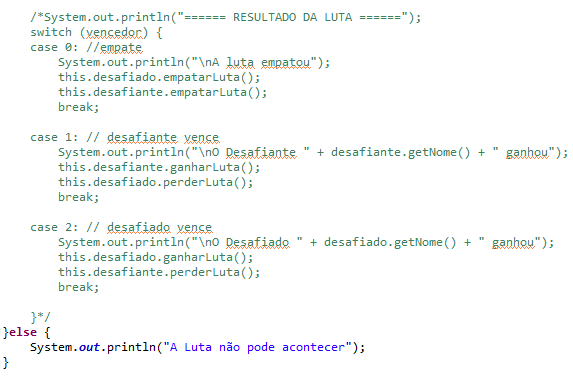 /*System.out.println("====== RESULTADO DA LUTA ======");
switch (vencedor) {
case 0: //empate
System.out.println("\nA luta empatou");
this.desafiado.empatarLuta();
this.desafiante.empatarLuta();
break;
case 1: // desafiante vence
System.out.println("\nO Desafiante " + desafiante.getNome() + " ganhou");
this.desafiante.ganharLuta();
this.desafiado.perderLuta();
break;
case 2: // desafiado vence
System.out.println("\nO Desafiado " + desafiado.getNome() + " ganhou");
this.desafiado.ganharLuta();
this.desafiante.perderLuta();
break;
}*/
}else {
System.out.println("A Luta não pode acontecer");
}